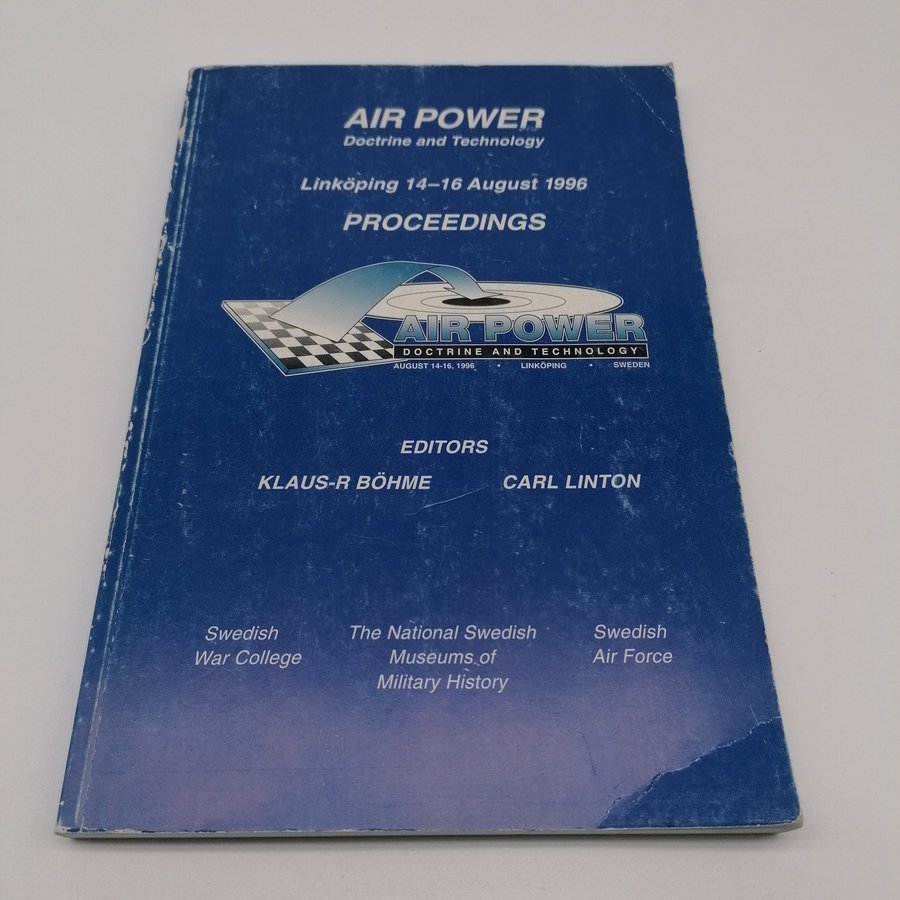 AIR POWER
Doctrine and Technology
Linköping 14–16 August 1996
PROCEEDINGS
AIR POWER
DOCTRINE AND TECHNOLOGY
AUGUST 14-16, 1996 • LINKÖPING • SWEDEN
EDITORS
KLAUS-R BÖHME CARL LINTON
Swedish
War College
The National Swedish
Museums of
Military History
Swedish
Air Force